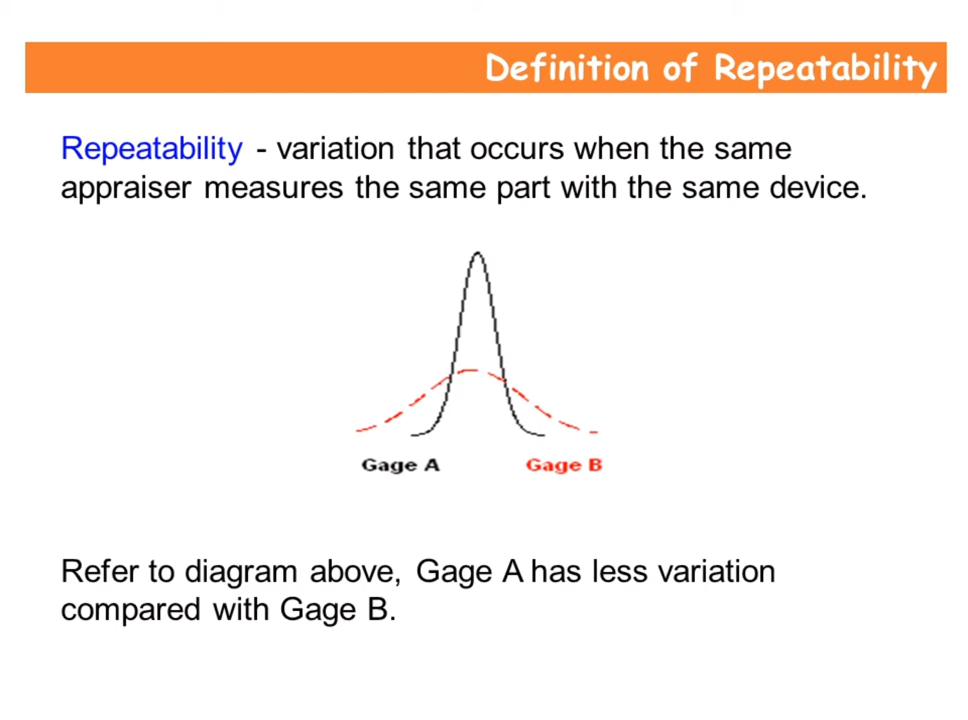 Definition of Repeatability
Repeatability - variation that occurs when the same
appraiser measures the same part with the same device.
Gage A Gage B
Refer to diagram above, Gage A has less variation
compared with Gage B.